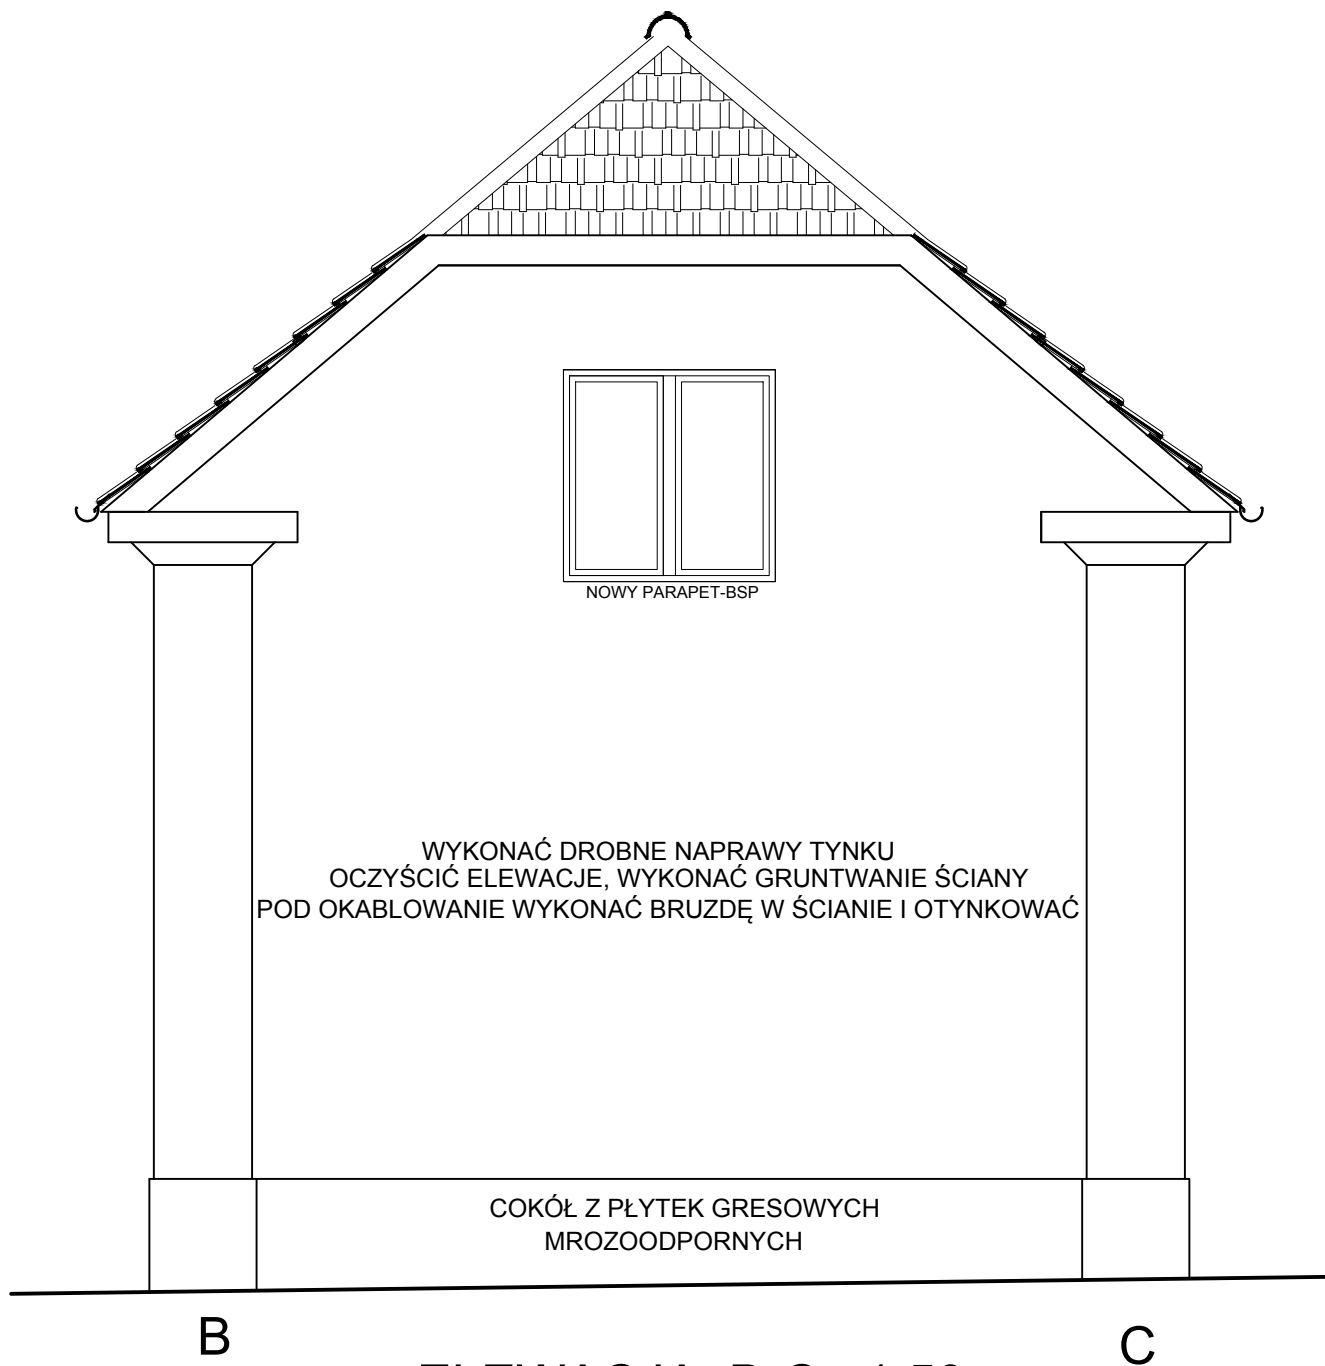 NOWY PARAPET-BSP
WYKONAĆ DROBNE NAPRAWY TYNKU
OCZYŚCIĆ ELEWACJE, WYKONAĆ GRUNTWANIE ŚCIANY
POD OKABLOWANIE WYKONAĆ BRUZDĘ W ŚCIANIE I OTYNKOWAĆ
COKÓŁ Z PŁYTEK GRESOWYCH
MROZOODPORNYCH
B C